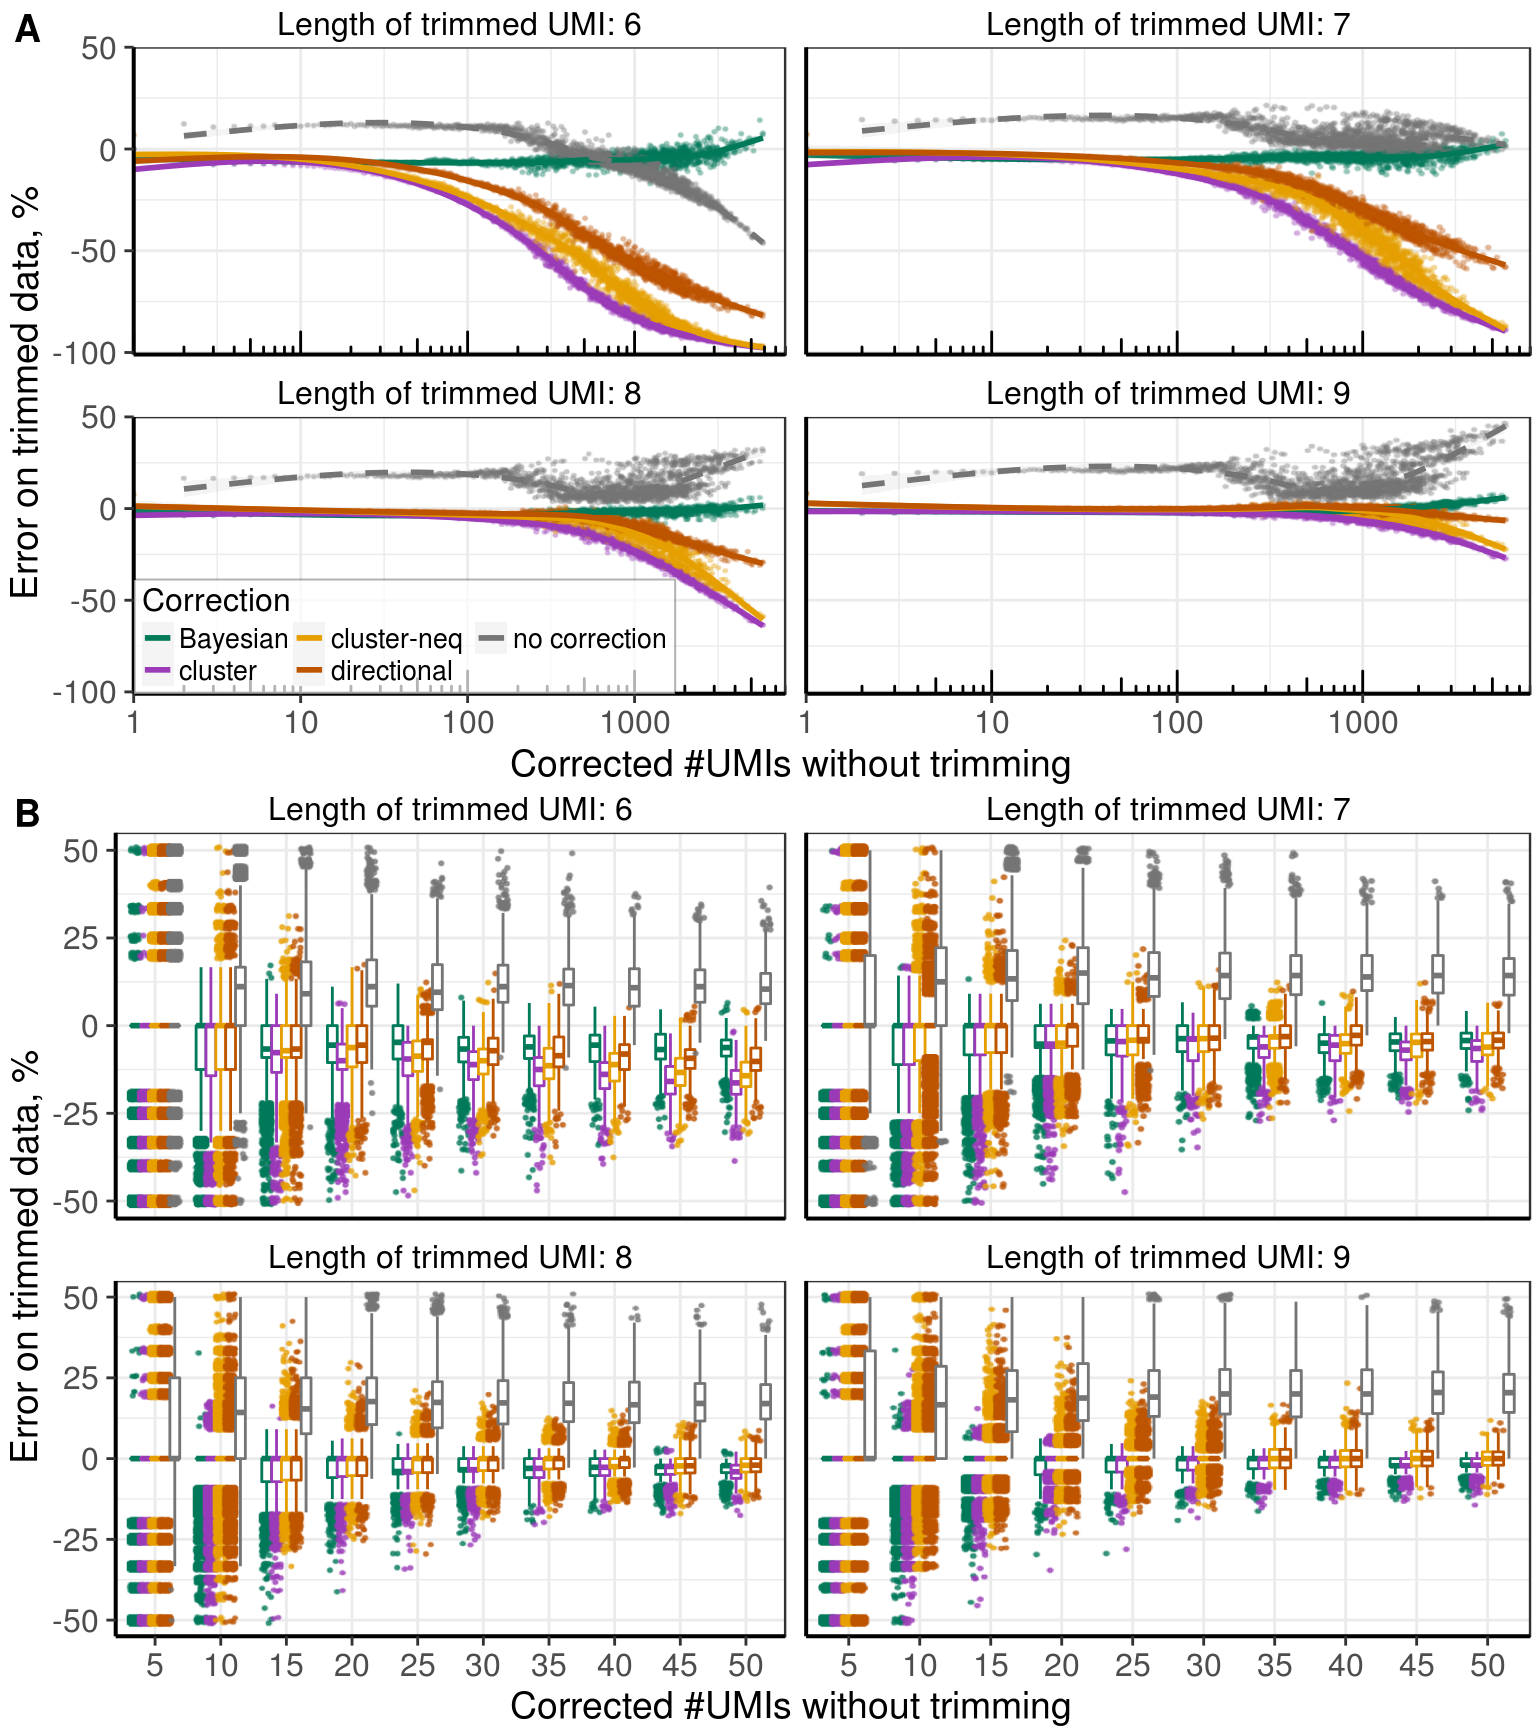 A
Length of trimmed UMI: 6
Length of trimmed UMI: 7
50
0
-50
-100
Error on trimmed data, %
Length of trimmed UMI: 8
Length of trimmed UMI: 9
50
0
-50
-100
Correction
Bayesian
cluster-neq
no correction
cluster
directional
1 10 100 1000
1 10 100 1000
Corrected #UMIs without trimming
B
Length of trimmed UMI: 6
Length of trimmed UMI: 7
50
25
0
-25
-50
Error on trimmed data, %
Length of trimmed UMI: 8
Length of trimmed UMI: 9
50
25
0
-25
-50
5 10 15 20 25 30 35 40 45 50
5 10 15 20 25 30 35 40 45 50
Corrected #UMIs without trimming